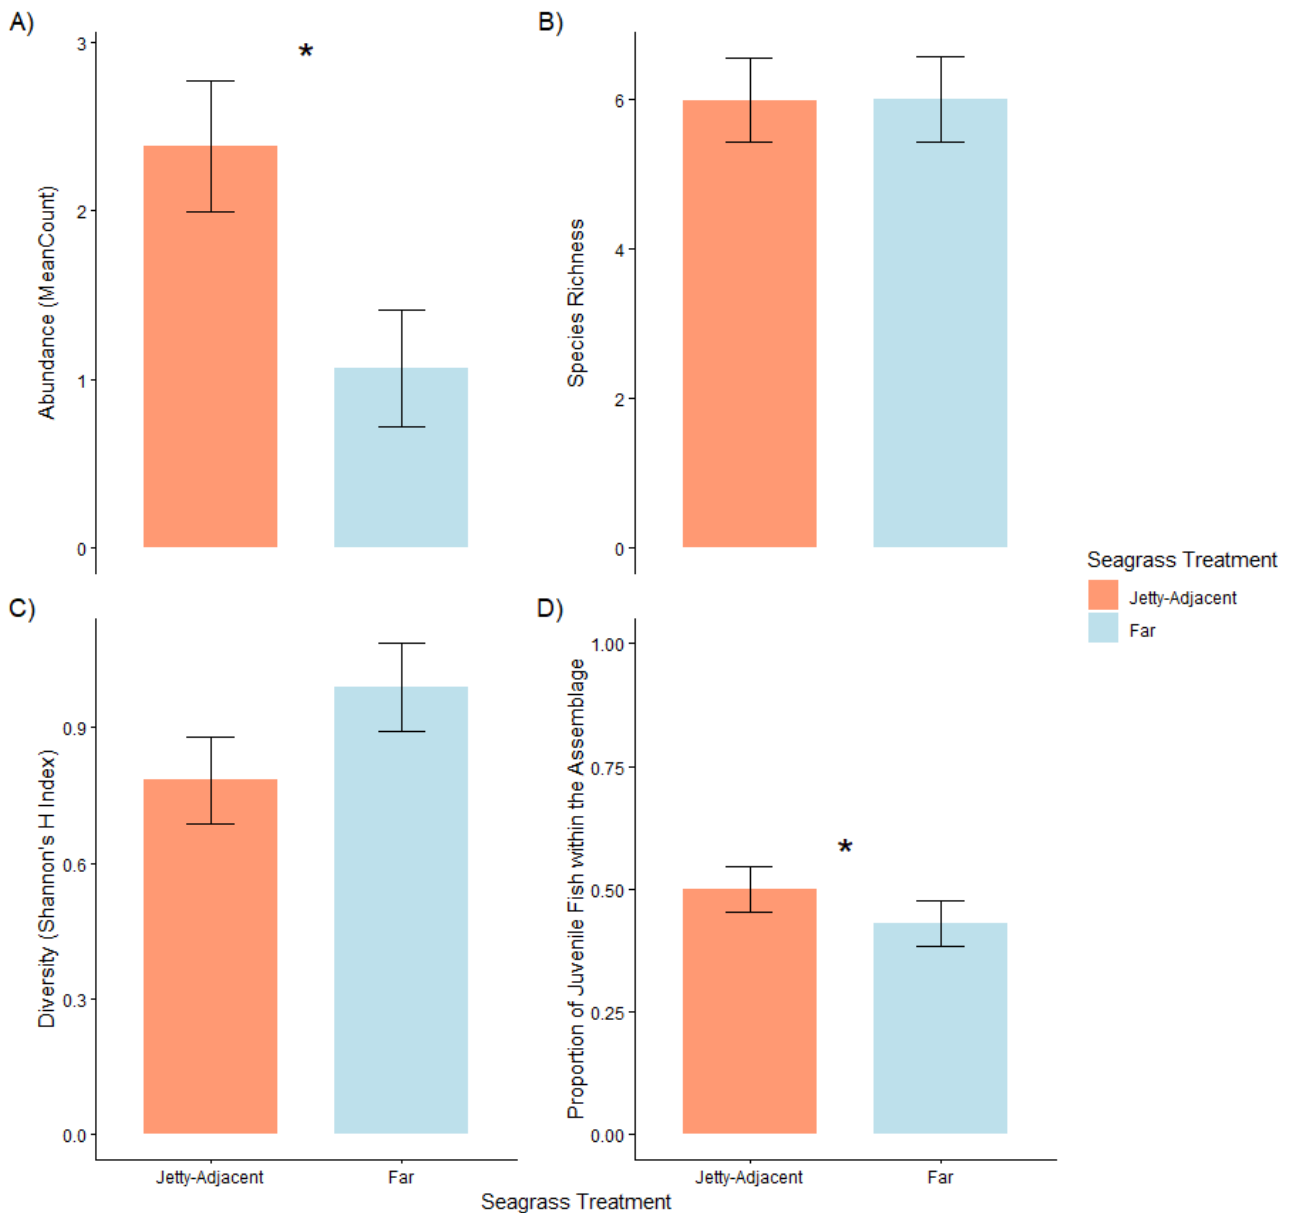 A)
3
2
1
0
Abundance (MeanCount)
*
B)
6
4
2
0
Species Richness
Seagrass Treatment
Jetty-Adjacent
Far
C)
0.9
0.6
0.3
0.0
Diversity (Shannon's H Index)
Jetty-Adjacent
Far
D)
1.00
0.75
0.50
0.25
0.00
Proportion of Juvenile Fish within the Assemblage
*
Jetty-Adjacent
Far
Seagrass Treatment